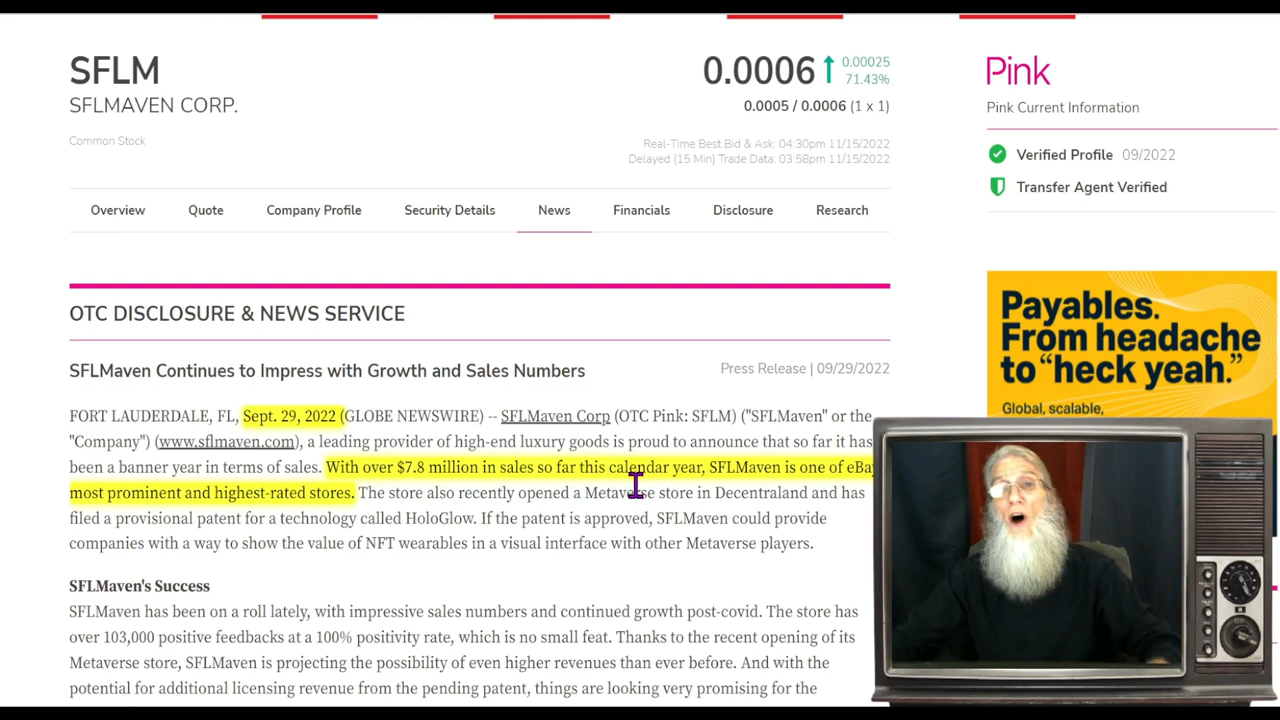 SFLM
SFLMAVEN CORP.
Common Stock
0.0006
0.00025
71.43%
0.0005 / 0.0006 (1 x 1)
Real-Time Best Bid & Ask: 04:30pm 11/15/2022
Delayed (15 Min) Trade Data: 03:58pm 11/15/2022
Pink
Pink Current Information
Verified Profile 09/2022
Transfer Agent Verified
Overview Quote Company Profile Security Details News Financials Disclosure Research
OTC DISCLOSURE & NEWS SERVICE
SFLMaven Continues to Impress with Growth and Sales Numbers
Press Release | 09/29/2022
FORT LAUDERDALE, FL, Sept. 29, 2022 (GLOBE NEWSWIRE) -- SFLMaven Corp (OTC Pink: SFLM) ("SFLMaven" or the
"Company") (www.sflmaven.com), a leading provider of high-end luxury goods is proud to announce that so far it has
been a banner year in terms of sales. With over $7.8 million in sales so far this calendar year, SFLMaven is one of eBay
most prominent and highest-rated stores. The store also recently opened a Metaverse store in Decentraland and has
filed a provisional patent for a technology called HoloGlow. If the patent is approved, SFLMaven could provide
companies with a way to show the value of NFT wearables in a visual interface with other Metaverse players.
SFLMaven's Success
SFLMaven has been on a roll lately, with impressive sales numbers and continued growth post-covid. The store has
over 103,000 positive feedbacks at a 100% positivity rate, which is no small feat. Thanks to the recent opening of its
Metaverse store, SFLMaven is projecting the possibility of even higher revenues than ever before. And with the
potential for additional licensing revenue from the pending patent, things are looking very promising for the
Payables.
From headache
to “heck yeah.”
Global, scalable,